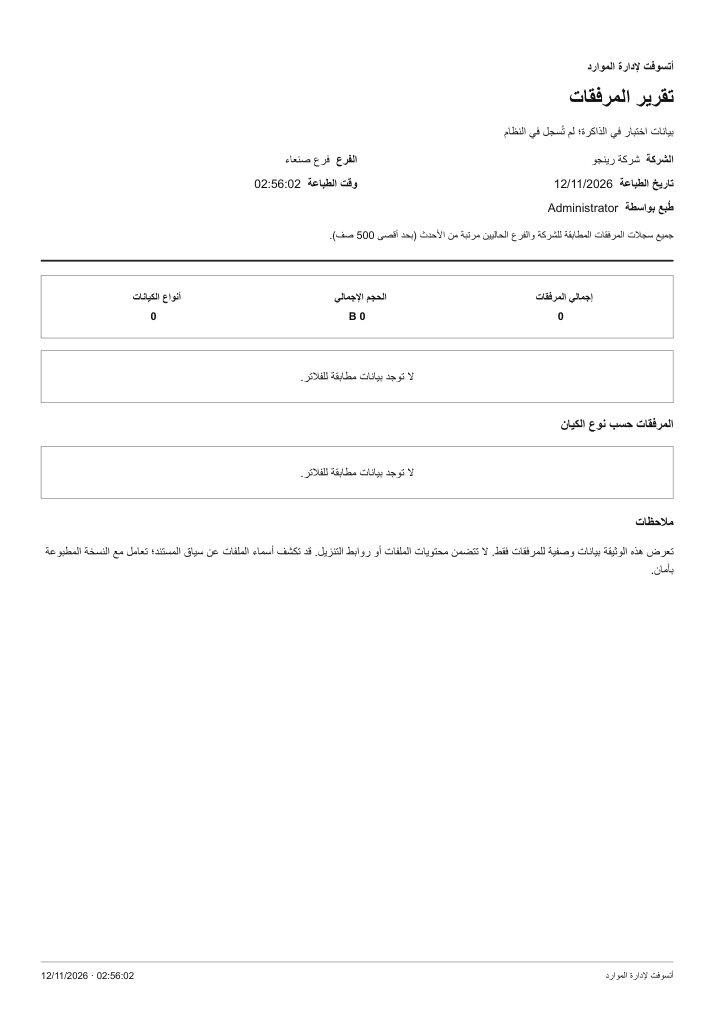 أتسوفت لإدارة الموارد
تقرير المرفقات
بيانات اختبار في الذاكرة؛ لم تُسجل في النظام
الشركة شركة رينجو
الفرع فرع صنعاء
تاريخ الطباعة 12/11/2026
وقت الطباعة 02:56:02
طُبع بواسطة Administrator
جميع سجلات المرفقات المطابقة للشركة والفرع الحاليين مرتبة من الأحدث (بحد أقصى 500 صف).
إجمالي المرفقات
الحجم الإجمالي
أنواع الكيانات
0
0 B
0
لا توجد بيانات مطابقة للفلاتر.
المرفقات حسب نوع الكيان
لا توجد بيانات مطابقة للفلاتر.
ملاحظات
تعرض هذه الوثيقة بيانات وصفية للمرفقات فقط. لا تتضمن محتويات الملفات أو روابط التنزيل. قد تكشف أسماء الملفات عن سياق المستند؛ تعامل مع النسخة المطبوعة
بأمان.
أتسوفت لإدارة الموارد
12/11/2026 · 02:56:02